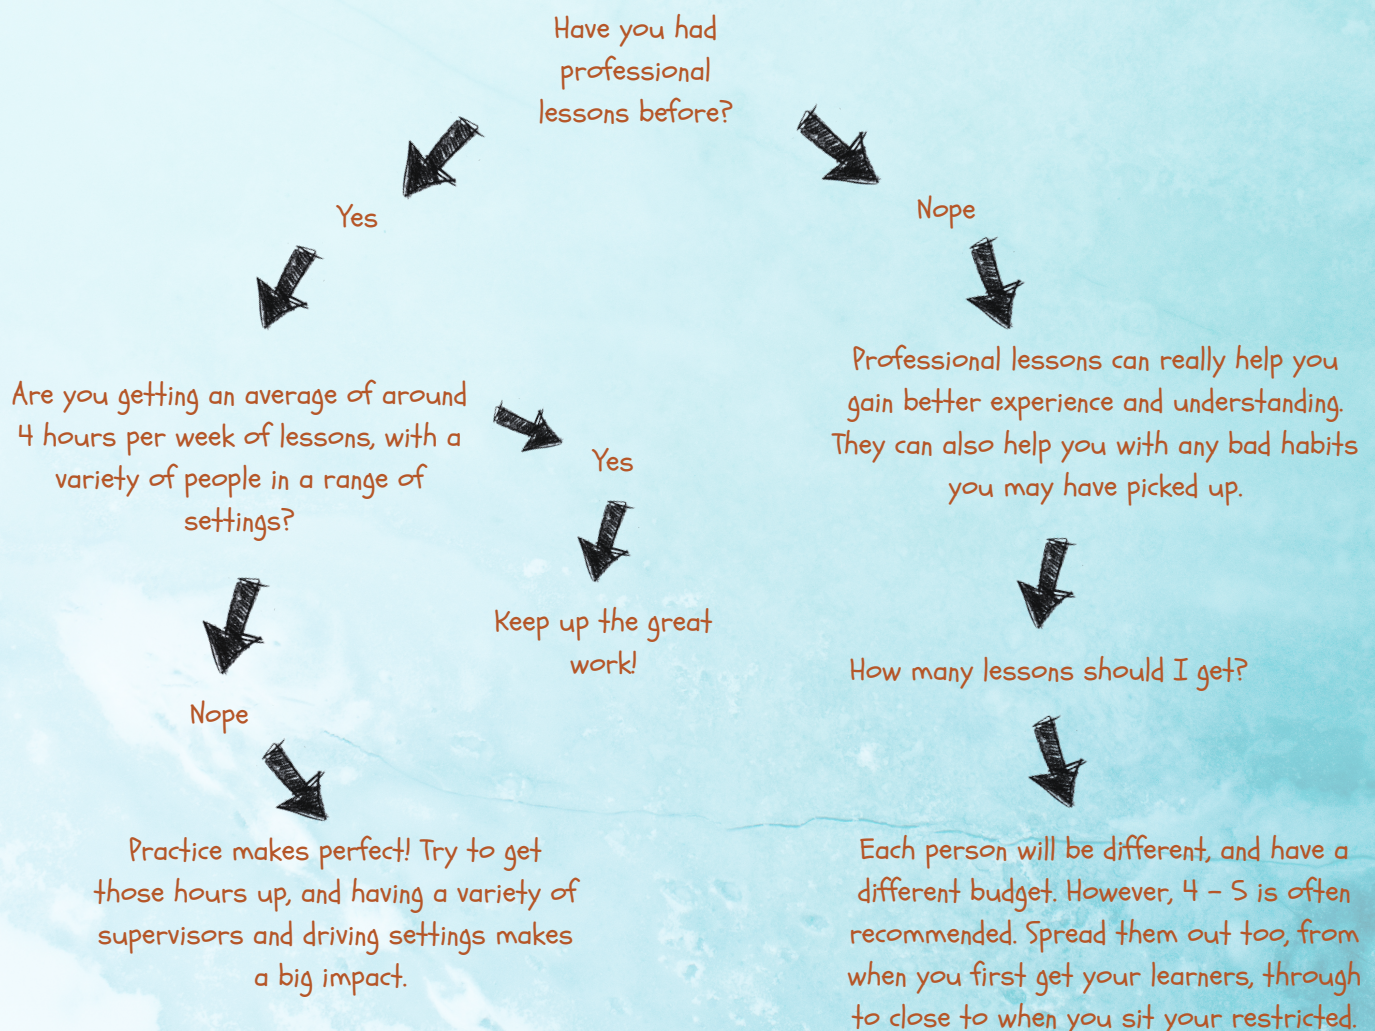 Have you had
professional
lessons before?
Yes
Nope
Are you getting an average of around
4 hours per week of lessons, with a
variety of people in a range of
settings?
Yes
Keep up the great
work!
Nope
Practice makes perfect! Try to get
those hours up, and having a variety of
supervisors and driving settings makes
a big impact.
Professional lessons can really help you
gain better experience and understanding.
They can also help you with any bad habits
you may have picked up.
How many lessons should I get?
Each person will be different, and have a
different budget. However, 4 - 5 is often
recommended. Spread them out too, from
when you first get your learners, through
to close to when you sit your restricted.